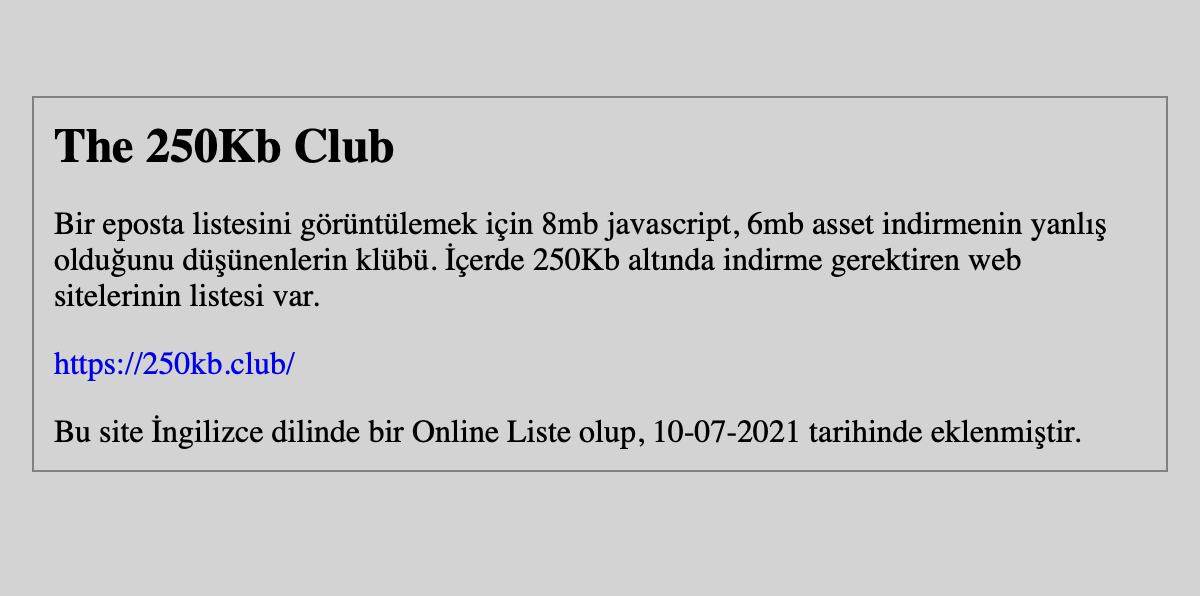 The 250Kb Club
Bir eposta listesini görüntülemek için 8mb javascript, 6mb asset indirmenin yanlış
olduğunu düşünenlerin klübü. İçerde 250Kb altında indirme gerektiren web
sitelerinin listesi var.
https://250kb.club/
Bu site İngilizce dilinde bir Online Liste olup, 10-07-2021 tarihinde eklenmiştir.